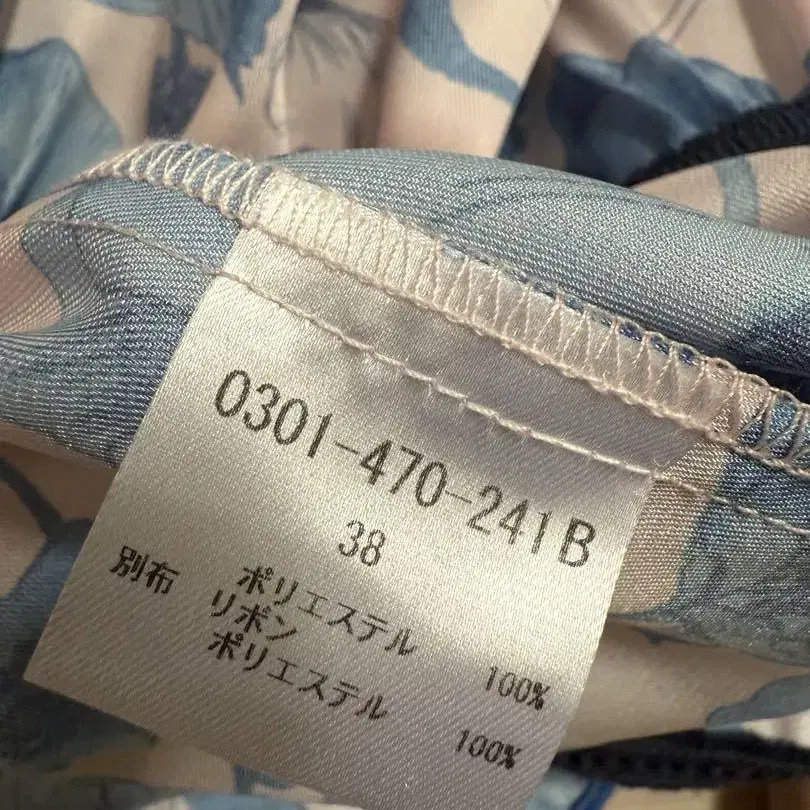 0301-470-241B
38
別布 ポリエステル 100%
リボン
ポリエステル 100%